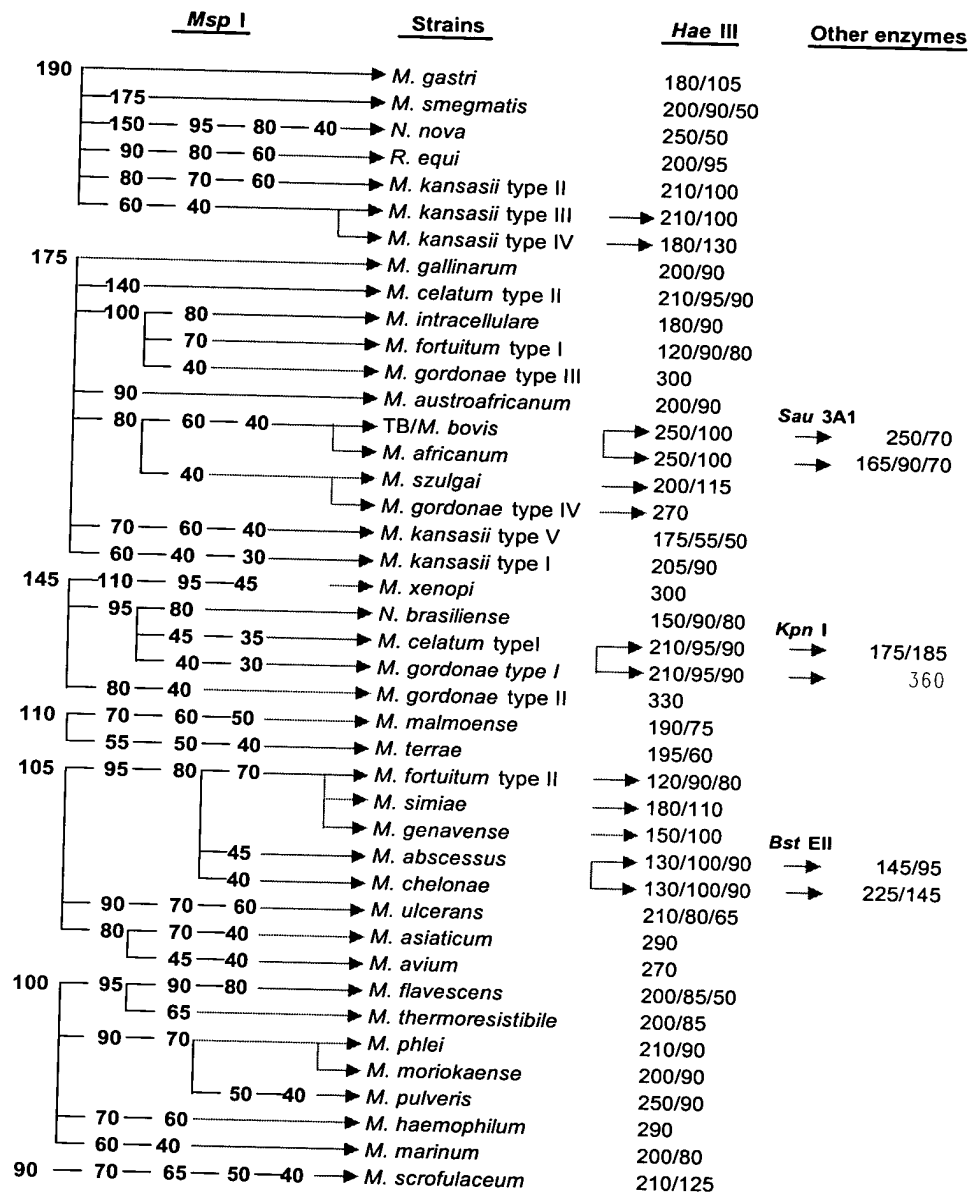 Msp I Strains Hae III Other enzymes
190 M. gastri 180/105
175 M. smegmatis 200/90/50
150 95 80 40 N. nova 250/50
90 80 60 R. equi 200/95
80 70 60 M. kansasii type II 210/100
60 40 M. kansasii type III 210/100
M. kansasii type IV 180/130
175 M. gallinarum 200/90
140 M. celatum type II 210/95/90
100 80 M. intracellulare 180/90
70 M. fortuitum type I 120/90/80
40 M. gordonae type III 300
90 M. austroafricanum 200/90
Sau 3A1
80 60 40 TB/M. bovis 250/100 250/70
M. africanum 250/100 165/90/70
40 M. szulgai 200/115
M. gordonae type IV 270
70 60 40 M. kansasii type V 175/55/50
60 40 30 M. kansasii type I 205/90
145 110 95 45 M. xenopi 300
95 80 N. brasiliense 150/90/80
Kpn I
45 35 M. celatum typeI 210/95/90 175/185
40 30 M. gordonae type I 210/95/90 360
80 40 M. gordonae type II 330
110 70 60 50 M. malmoense 190/75
55 50 40 M. terrae 195/60
105 95 80 70 M. fortuitum type II 120/90/80
M. simiae 180/110
M. genavense 150/100
Bst EII
45 M. abscessus 130/100/90 145/95
40 M. chelonae 130/100/90 225/145
90 70 60 M. ulcerans 210/80/65
80 70 40 M. asiaticum 290
45 40 M. avium 270
100 95 90 80 M. flavescens 200/85/50
65 M. thermoresistibile 200/85
90 70 M. phlei 210/90
M. moriokaense 200/90
50 40 M. pulveris 250/90
70 60 M. haemophilum 290
60 40 M. marinum 200/80
90 70 65 50 40 M. scrofulaceum 210/125